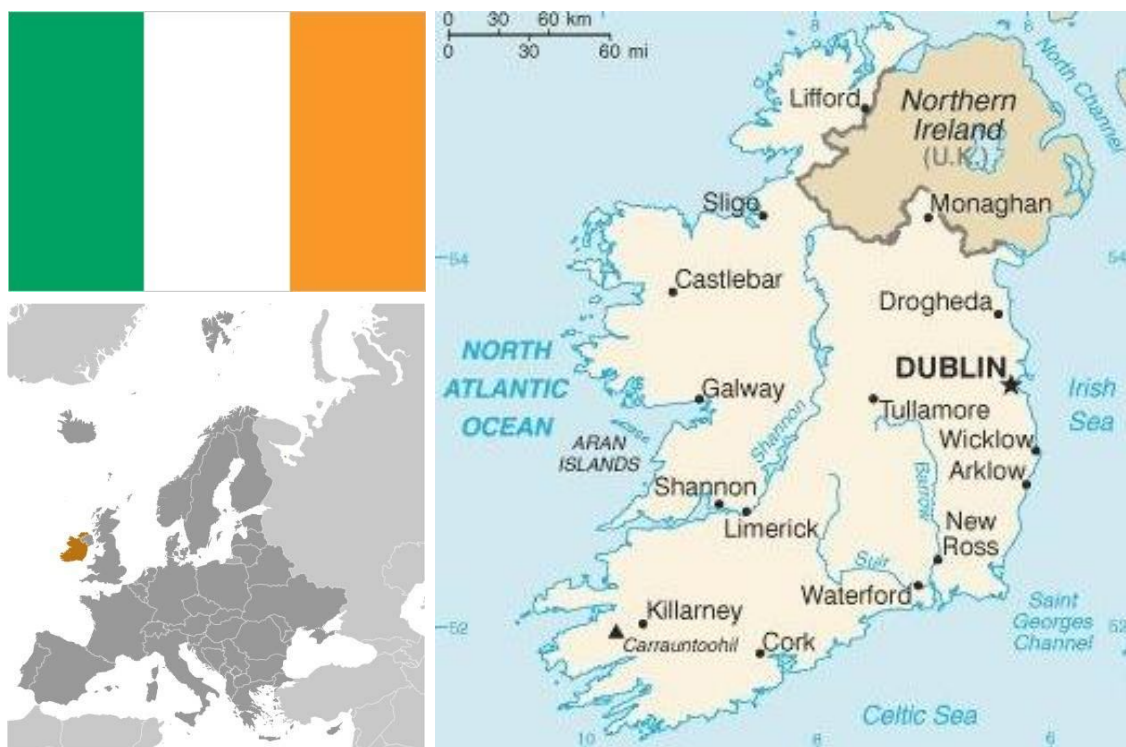 0 30 60 km
0 30 60 mi
8
6
North Channel
Lifford
Northern
Ireland
(U.K.)
Sligo
Monaghan
54
54
Castlebar
Drogheda
NORTH
ATLANTIC
OCEAN
DUBLIN
Irish
Sea
Galway
Tullamore
ARAN
ISLANDS
Shannon
Wicklow
Arklow
Barrow
Shannon
Limerick
New
Ross
Suir
Waterford
Saint
Georges
Channel
Killarney
52
Carrauntoohil
Cork
Celtic Sea
10
8
6